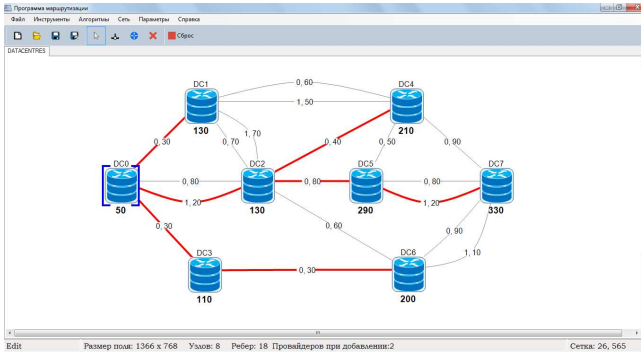 Программа маршрутизации
Файл Инструменты Алгоритмы Сеть Параметры Справка
Сброс
DATACENTRES
DC1
130
DC4
210
0, 60
1, 50
0, 30
0, 70
1, 70
0, 40
0, 50
0, 90
DC0
50
0, 80
1, 20
DC2
130
0, 80
DC5
290
0, 80
1, 20
DC7
330
0, 30
0, 60
0, 90
1, 10
DC3
110
0, 30
DC6
200
Edit Размер поля: 1366 x 768 Узлов: 8 Ребер: 18 Провайдеров при добавлении:2 Сетка: 26, 565